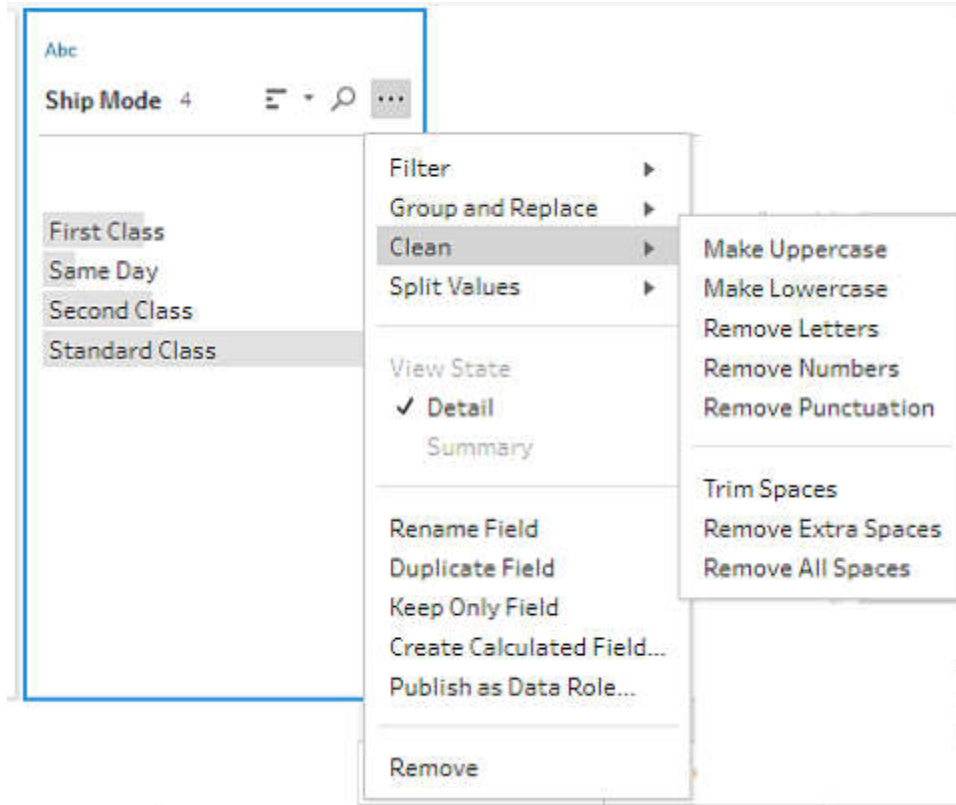 Abc
Ship Mode 4
First Class
Same Day
Second Class
Standard Class
Filter
Group and Replace
Clean
Split Values
View State
Detail
Summary
Rename Field
Duplicate Field
Keep Only Field
Create Calculated Field...
Publish as Data Role...
Remove
Make Uppercase
Make Lowercase
Remove Letters
Remove Numbers
Remove Punctuation
Trim Spaces
Remove Extra Spaces
Remove All Spaces